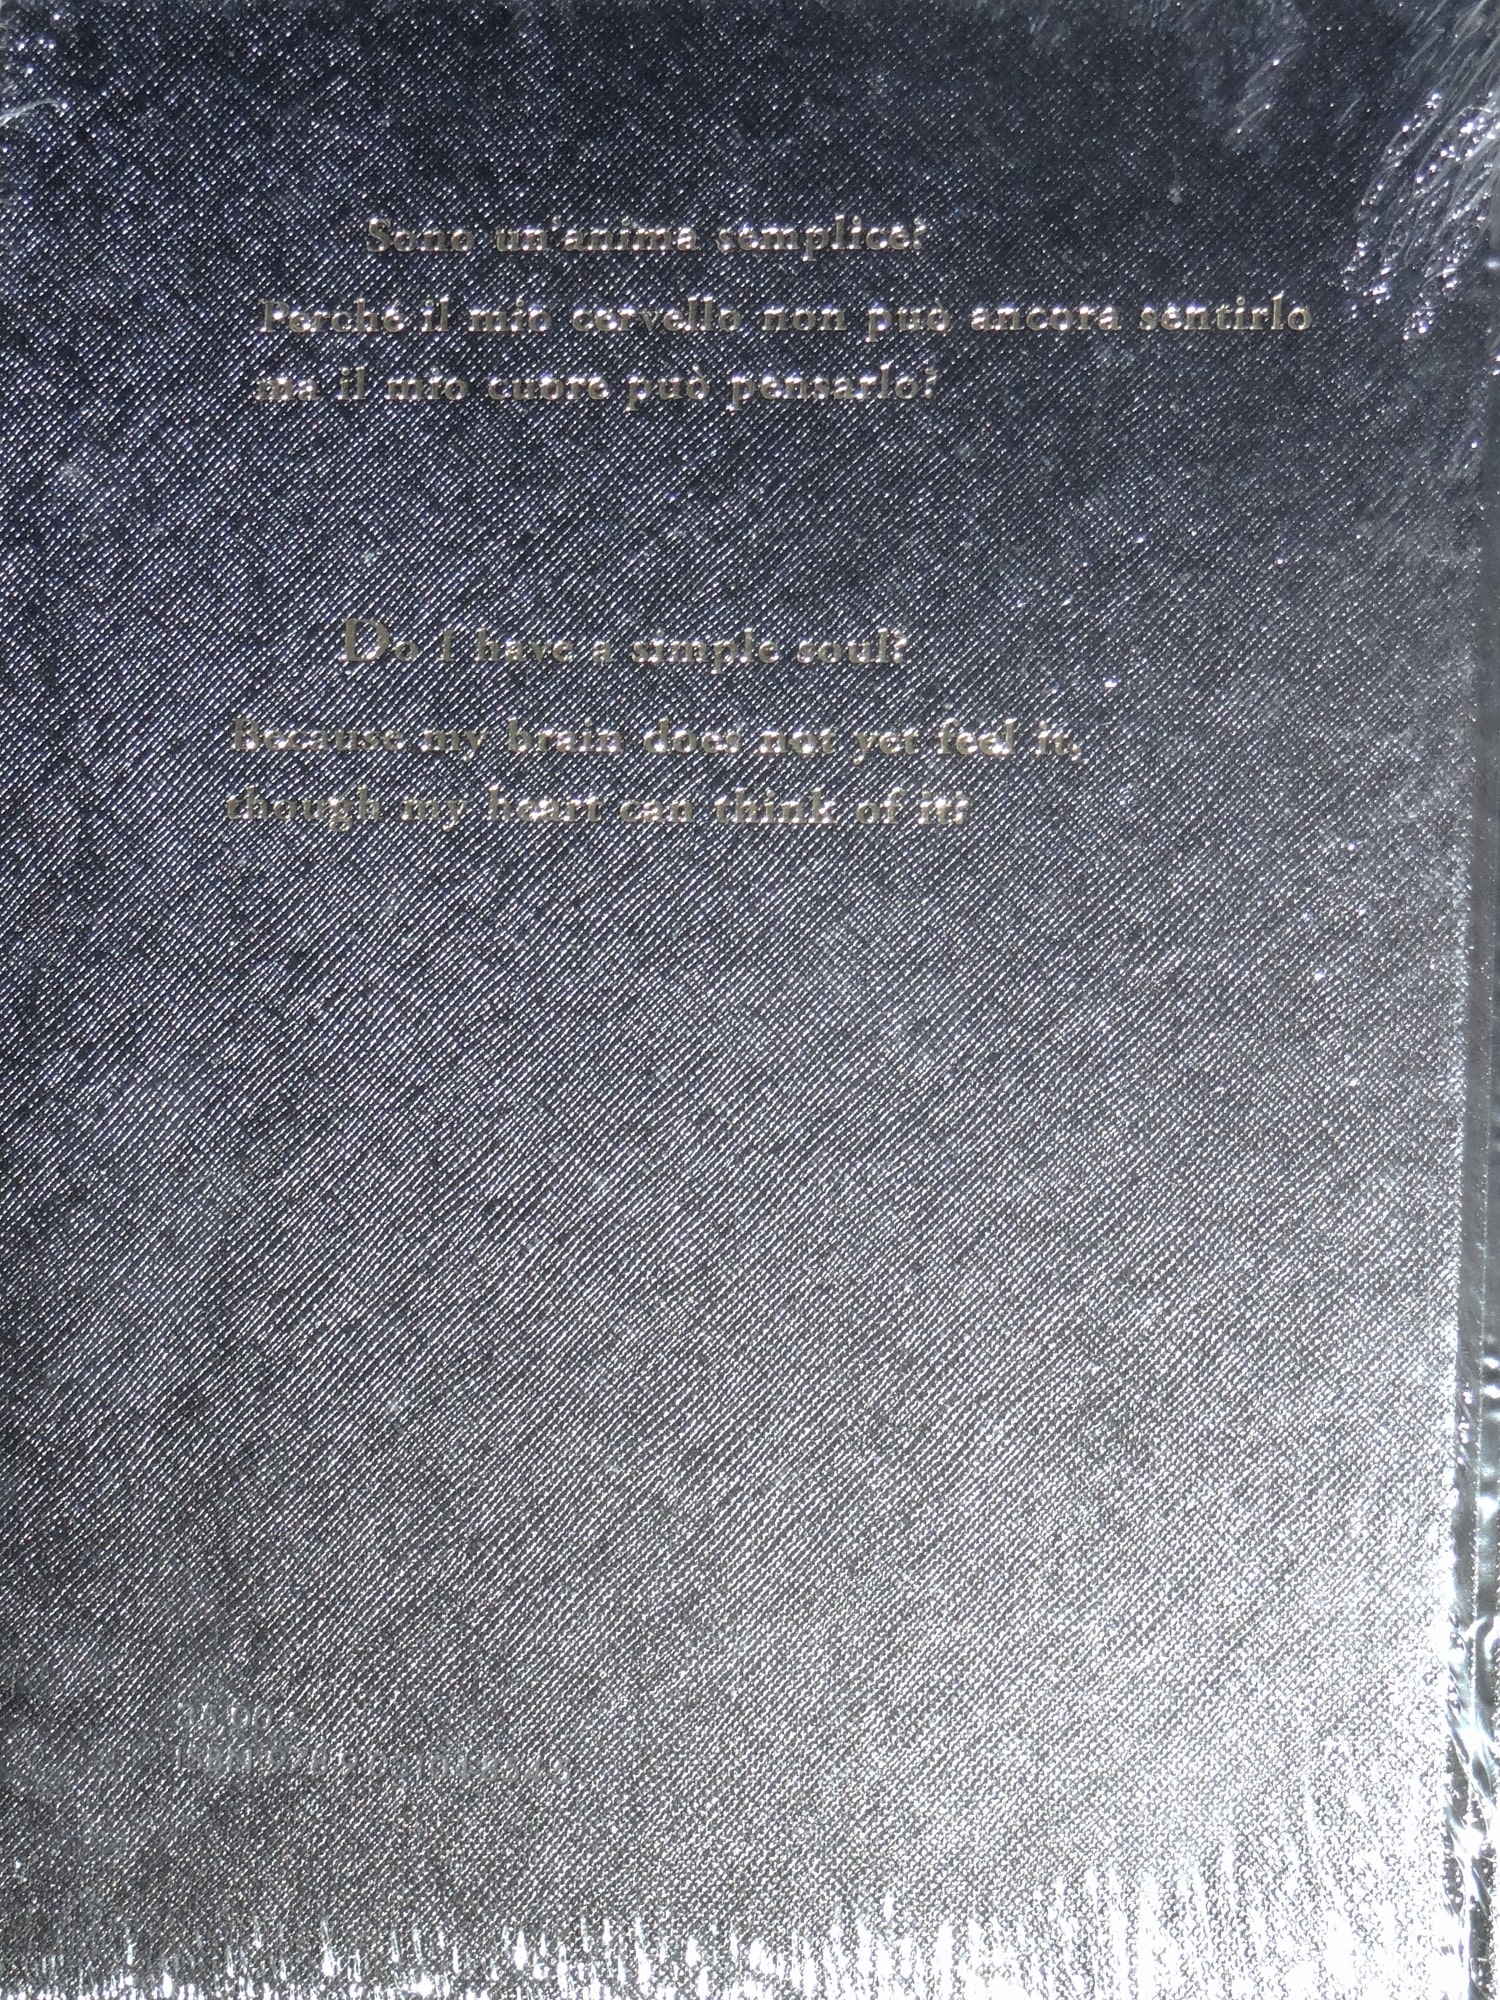 Sono un'anima semplice?
Perché il mio cervello non può ancora sentirlo
ma il mio cuore può pensarlo?
Do I have a simple soul?
Because my brain does not yet feel it,
though my heart can think of it?
ISBN